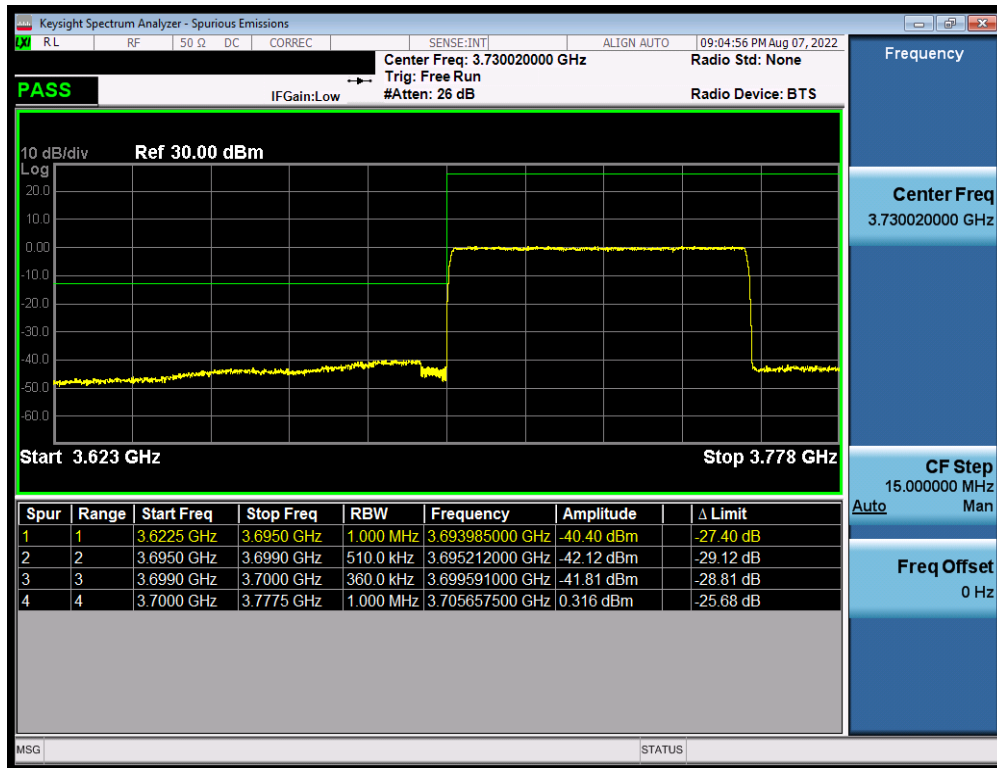 Keysight Spectrum Analyzer - Spurious Emissions
LXI RL RF 50 Ω DC CORREC SENSE:INT ALIGN AUTO 09:04:56 PM Aug 07, 2022
Center Freq: 3.730020000 GHz Radio Std: None
Trig: Free Run
PASS IFGain:Low #Atten: 26 dB Radio Device: BTS
10 dB/div Ref 30.00 dBm
Log
20.0
10.0
0.00
-10.0
-20.0
-30.0
-40.0
-50.0
-60.0
Start 3.623 GHz Stop 3.778 GHz
Spur Range Start Freq Stop Freq RBW Frequency Amplitude Δ Limit
1 1 3.6225 GHz 3.6950 GHz 1.000 MHz 3.693985000 GHz -40.40 dBm -27.40 dB
2 2 3.6950 GHz 3.6990 GHz 510.0 kHz 3.695212000 GHz -42.12 dBm -29.12 dB
3 3 3.6990 GHz 3.7000 GHz 360.0 kHz 3.699591000 GHz -41.81 dBm -28.81 dB
4 4 3.7000 GHz 3.7775 GHz 1.000 MHz 3.705657500 GHz 0.316 dBm -25.68 dB
MSG STATUS
Frequency
Center Freq
3.730020000 GHz
CF Step
15.000000 MHz
Auto Man
Freq Offset
0 Hz